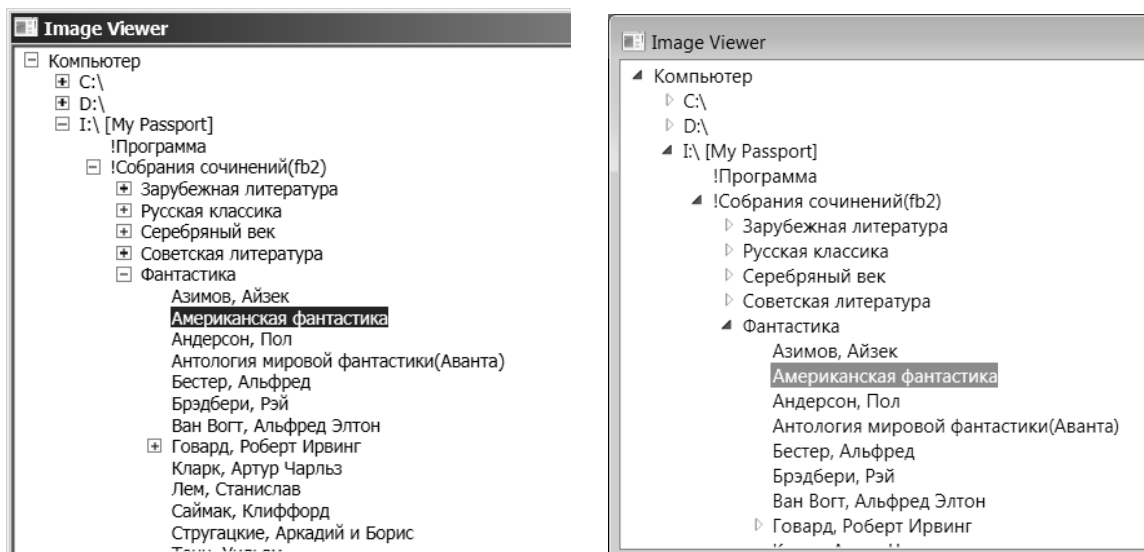 Image Viewer
Компьютер
C:\
D:\
I:\ [My Passport]
!Программа
!Собрания сочинений(fb2)
Зарубежная литература
Русская классика
Серебряный век
Советская литература
Фантастика
Азимов, Айзек
Американская фантастика
Андерсон, Пол
Антология мировой фантастики(Аванта)
Бестер, Альфред
Брэдбери, Рэй
Ван Вогт, Альфред Элтон
Говард, Роберт Ирвинг
Кларк, Артур Чарльз
Лем, Станислав
Саймак, Клиффорд
Стругацкие, Аркадий и Борис
Image Viewer
Компьютер
C:\
D:\
I:\ [My Passport]
!Программа
!Собрания сочинений(fb2)
Зарубежная литература
Русская классика
Серебряный век
Советская литература
Фантастика
Азимов, Айзек
Американская фантастика
Андерсон, Пол
Антология мировой фантастики(Аванта)
Бестер, Альфред
Брэдбери, Рэй
Ван Вогт, Альфред Элтон
Говард, Роберт Ирвинг